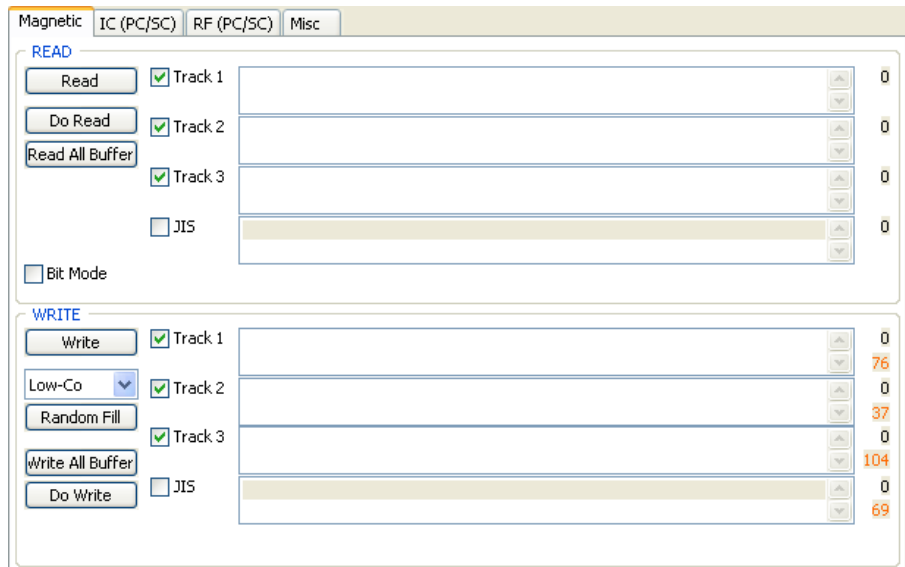 Magnetic IC (PC/SC) RF (PC/SC) Misc
READ
Read Track 1 0
Do Read Track 2 0
Read All Buffer
Track 3 0
JIS 0
Bit Mode
WRITE
Write Track 1 0
76
Low-Co Track 2 0
Random Fill 37
Track 3 0
Write All Buffer 104
Do Write JIS 0
69